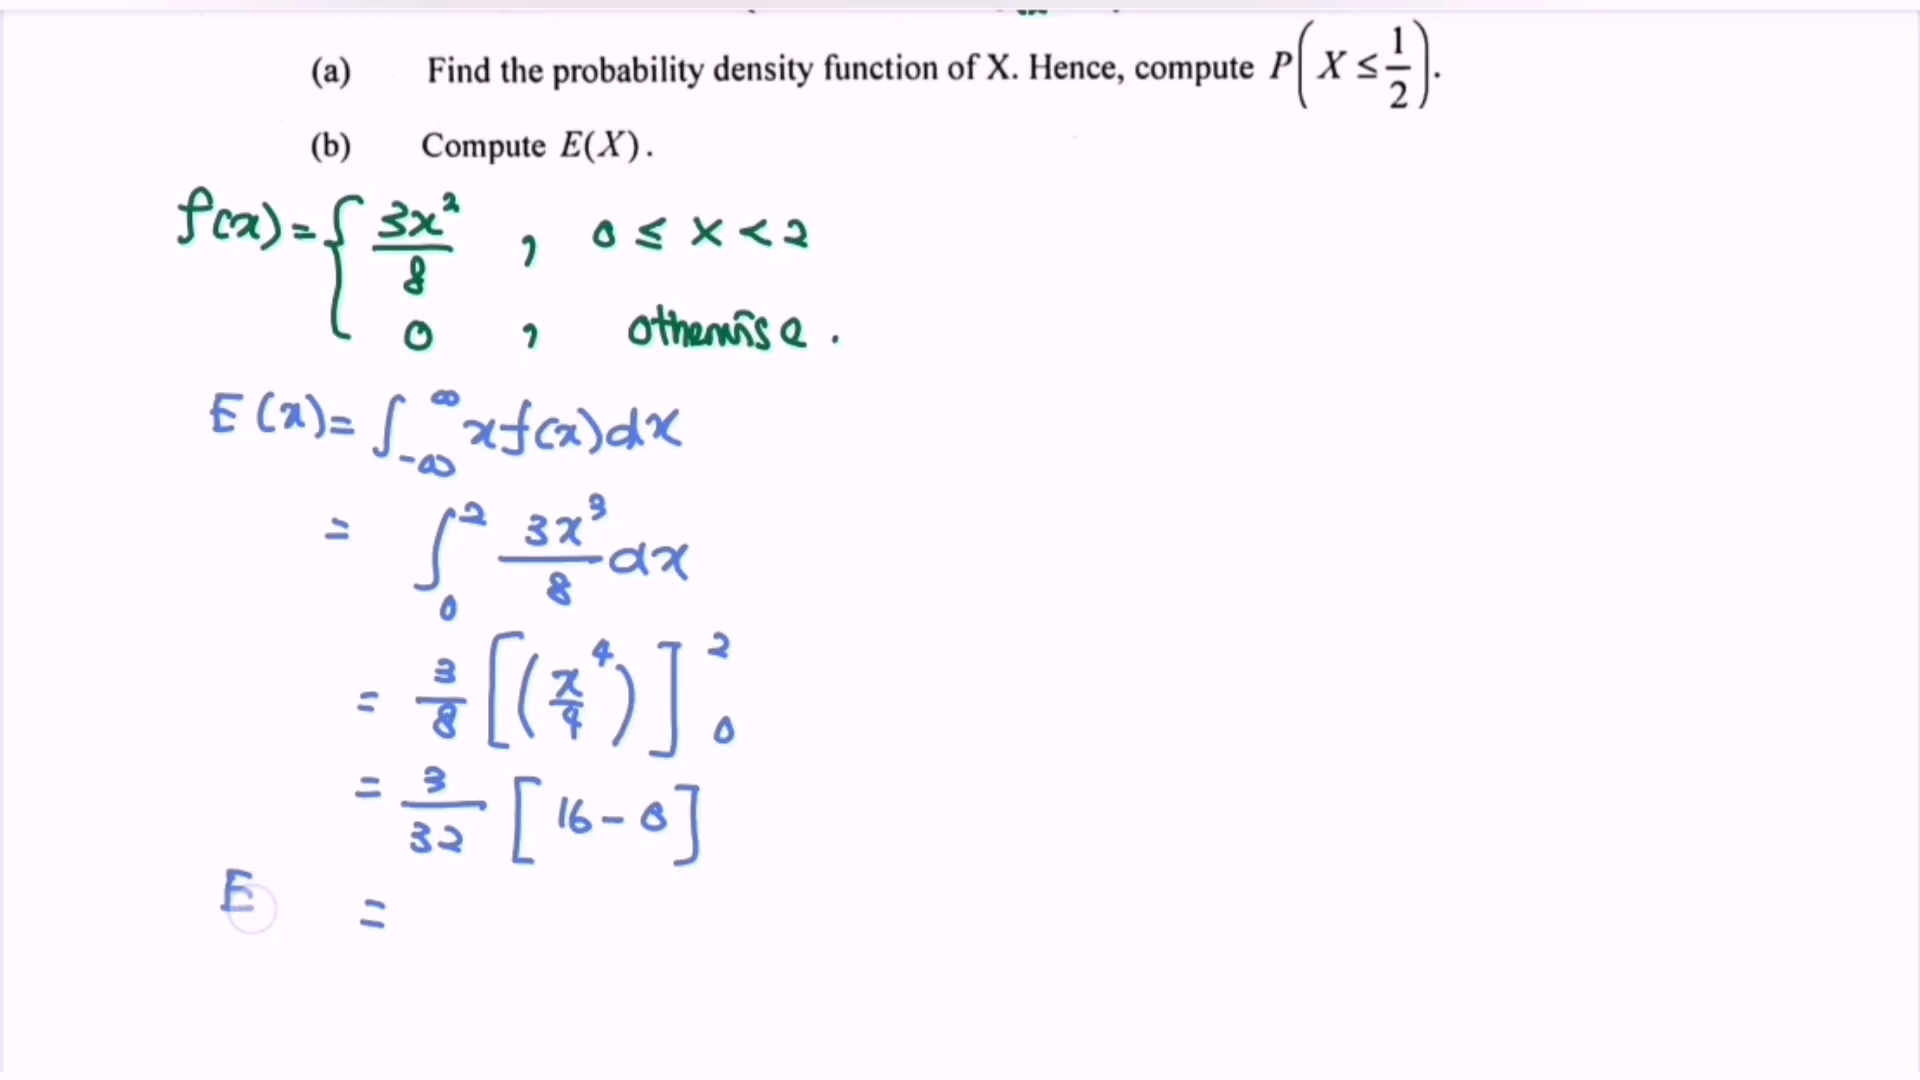 (a) Find the probability density function of X. Hence, compute P(X ≤ 1/2).
(b) Compute E(X).
f(x) = { 3x²/8 , 0 ≤ x < 2
0 , otherwise .
E(x) = ∫_{-∞}^{∞} x f(x) dx
= ∫_0^2 3x³/8 dx
= 3/8 [(x⁴/4)]_0^2
= 3/32 [16 - 0]
E =